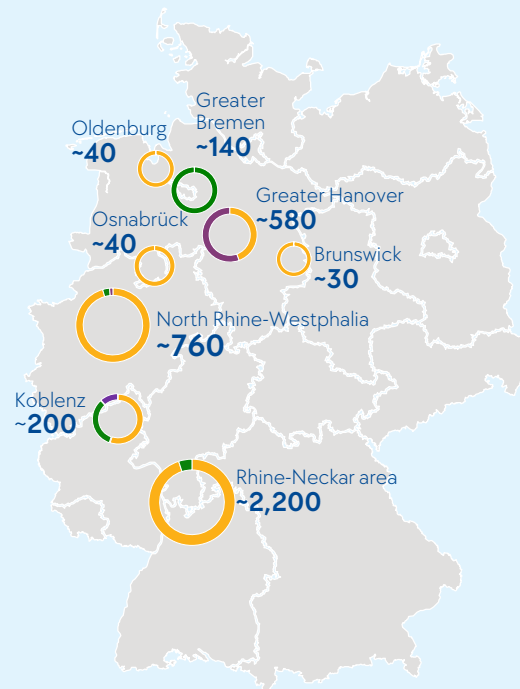 Greater
Bremen
~140
Oldenburg
~40
Greater Hanover
~580
Osnabrück
~40
Brunswick
~30
North Rhine-Westphalia
~760
Koblenz
~200
Rhine-Neckar area
~2,200